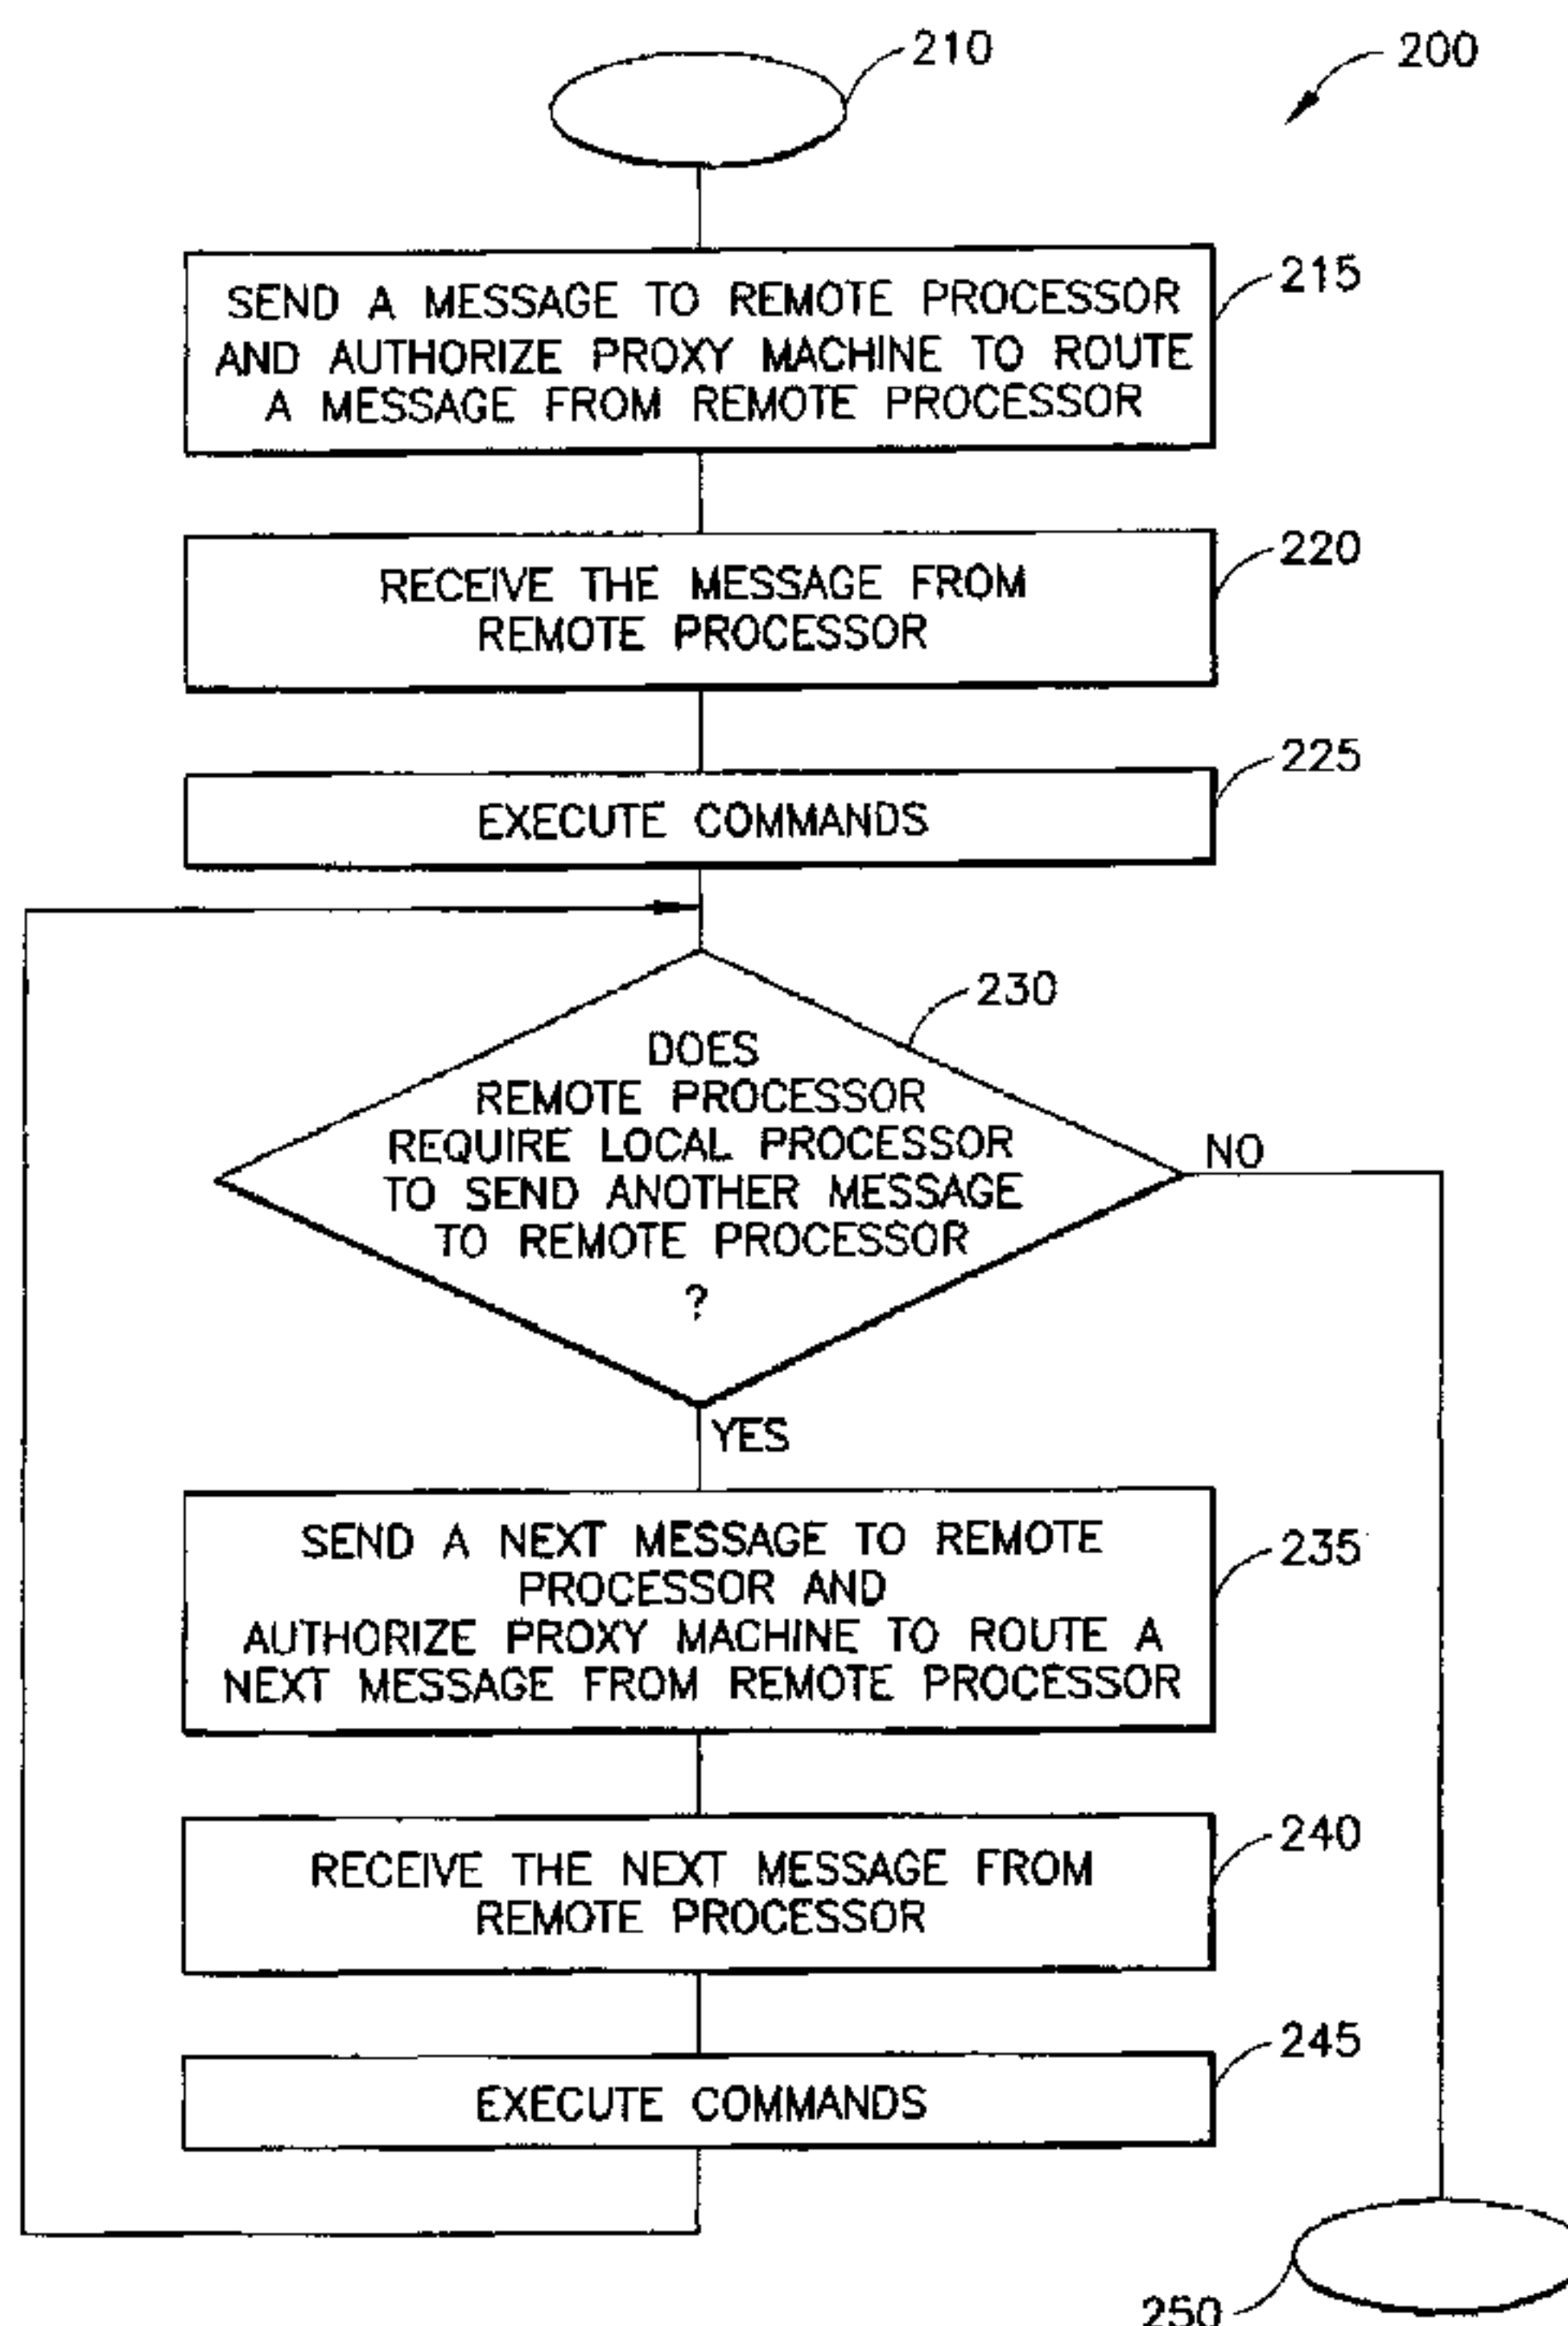 210
200
SEND A MESSAGE TO REMOTE PROCESSOR
AND AUTHORIZE PROXY MACHINE TO ROUTE
A MESSAGE FROM REMOTE PROCESSOR
215
RECEIVE THE MESSAGE FROM
REMOTE PROCESSOR
220
EXECUTE COMMANDS
225
230
DOES
REMOTE PROCESSOR
REQUIRE LOCAL PROCESSOR
TO SEND ANOTHER MESSAGE
TO REMOTE PROCESSOR
?
NO
YES
SEND A NEXT MESSAGE TO REMOTE
PROCESSOR AND
AUTHORIZE PROXY MACHINE TO ROUTE A
NEXT MESSAGE FROM REMOTE PROCESSOR
235
RECEIVE THE NEXT MESSAGE FROM
REMOTE PROCESSOR
240
EXECUTE COMMANDS
245
250